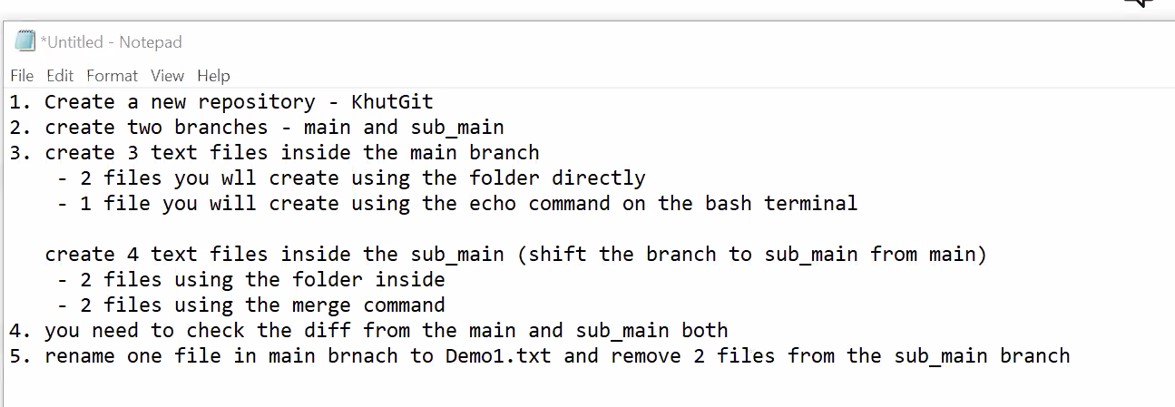 *Untitled - Notepad
File Edit Format View Help
1. Create a new repository - KhutGit
2. create two branches - main and sub_main
3. create 3 text files inside the main branch
- 2 files you wll create using the folder directly
- 1 file you will create using the echo command on the bash terminal
create 4 text files inside the sub_main (shift the branch to sub_main from main)
- 2 files using the folder inside
- 2 files using the merge command
4. you need to check the diff from the main and sub_main both
5. rename one file in main brnach to Demo1.txt and remove 2 files from the sub_main branch